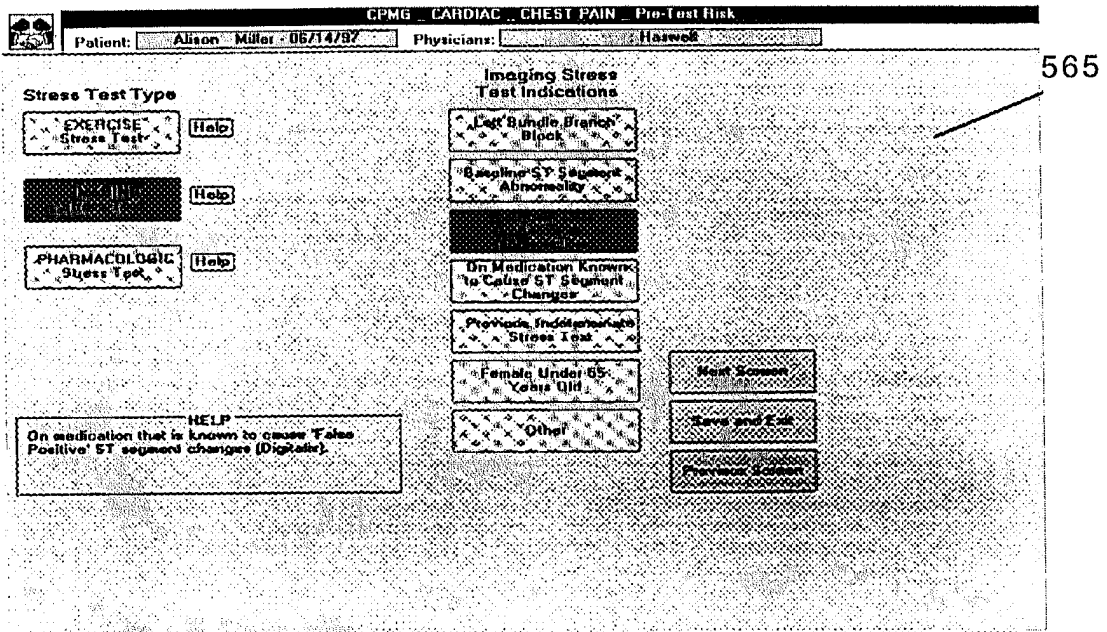 CPMG _ CARDIAC _ CHEST PAIN _ Pre-Test Risk
Patient: Alison Miller - 06/14/97 Physicians: Haswell
565
Stress Test Type
EXERCISE
Stress Test
Help
Help
PHARMACOLOGIC
Stress Test
Help
Imaging Stress
Test Indications
Left Bundle Branch
Block
Baseline ST Segment
Abnormality
On Medication Known
to Cause ST Segment
Changes
Previous Indeterminate
Stress Test
Female Under 55
Years Old
Other
Next Screen
Save and Exit
Previous Screen
HELP
On medication that is known to cause 'False
Positive' ST segment changes (Digitalis).